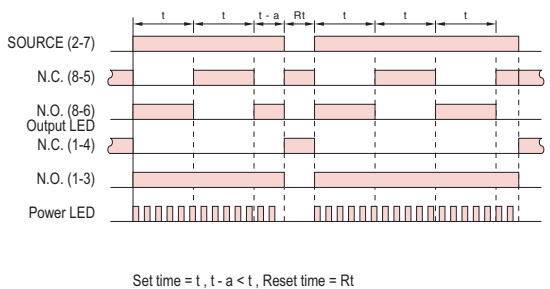 t t t - a Rt t t t
SOURCE (2-7)
N.C. (8-5)
N.O. (8-6)
Output LED
N.C. (1-4)
N.O. (1-3)
Power LED
Set time = t , t - a < t , Reset time = Rt